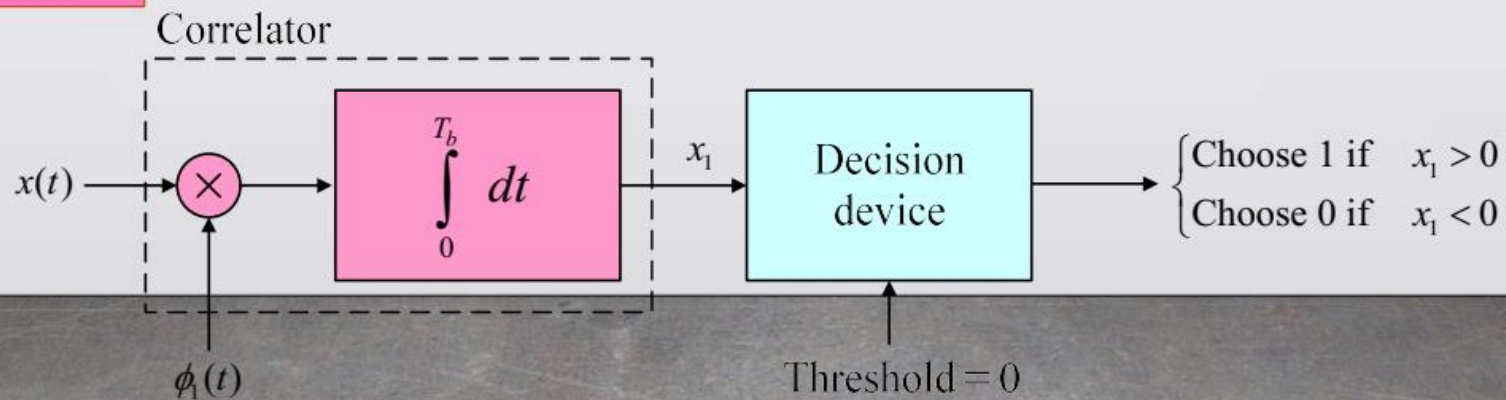 Correlator
x(t)
×
∫₀^{T_b} dt
x₁
Decision
device
{Choose 1 if x₁ > 0
Choose 0 if x₁ < 0
ϕ₁(t)
Threshold = 0